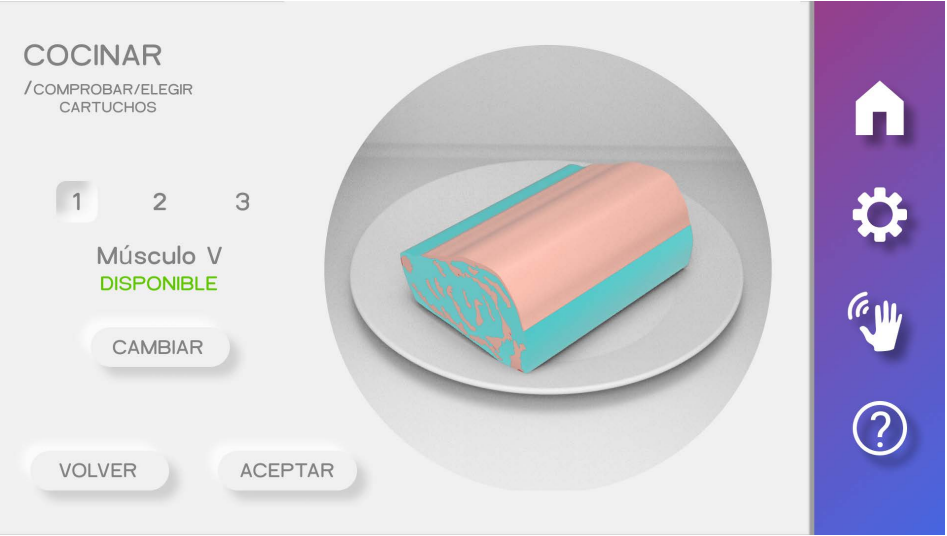 COCINAR
/COMPROBAR/ELEGIR
CARTUCHOS
1 2 3
Músculo V
DISPONIBLE
CAMBIAR
VOLVER ACEPTAR
?